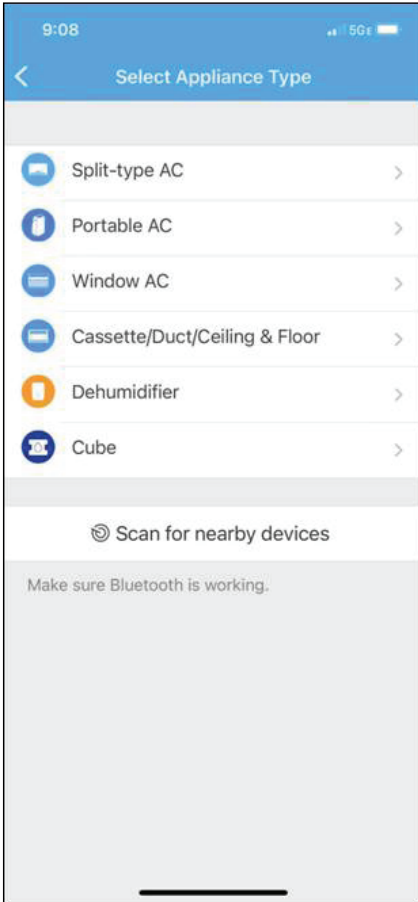 9:08
5GE
Select Appliance Type
Split-type AC
Portable AC
Window AC
Cassette/Duct/Ceiling & Floor
Dehumidifier
Cube
Scan for nearby devices
Make sure Bluetooth is working.